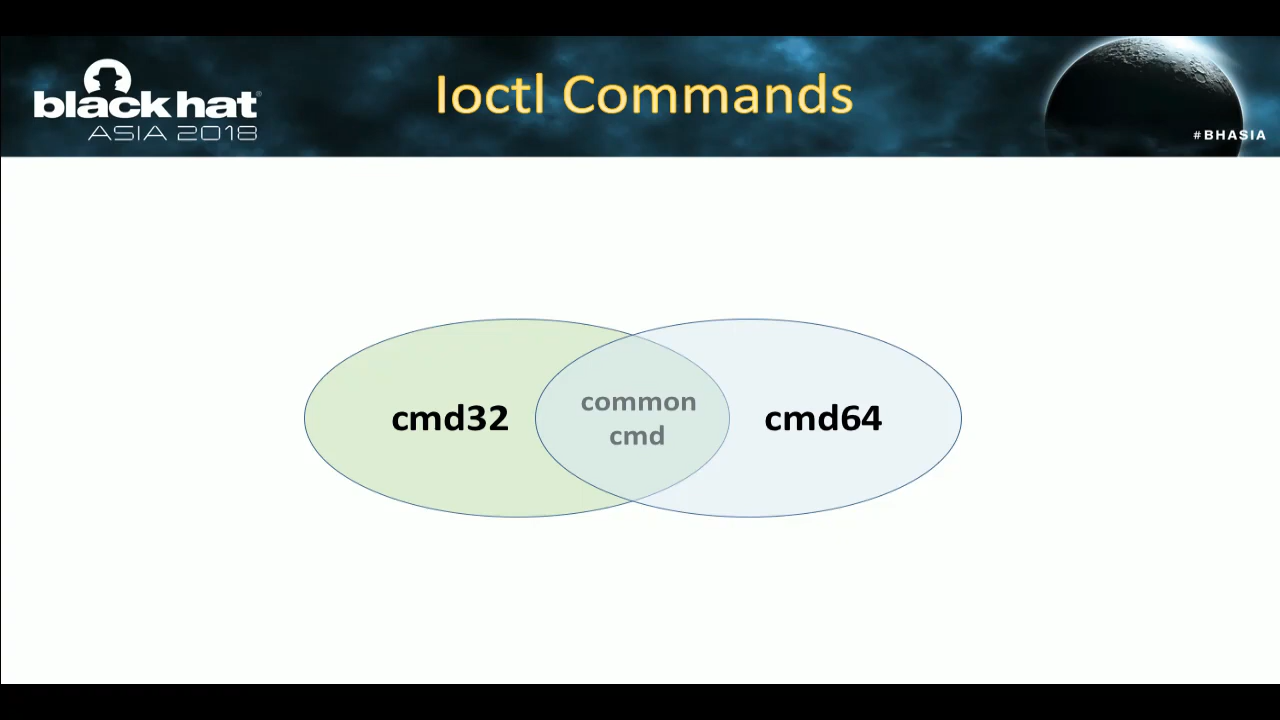 black hat
ASIA 2018
Ioctl Commands
#BHASIA
cmd32
common
cmd
cmd64